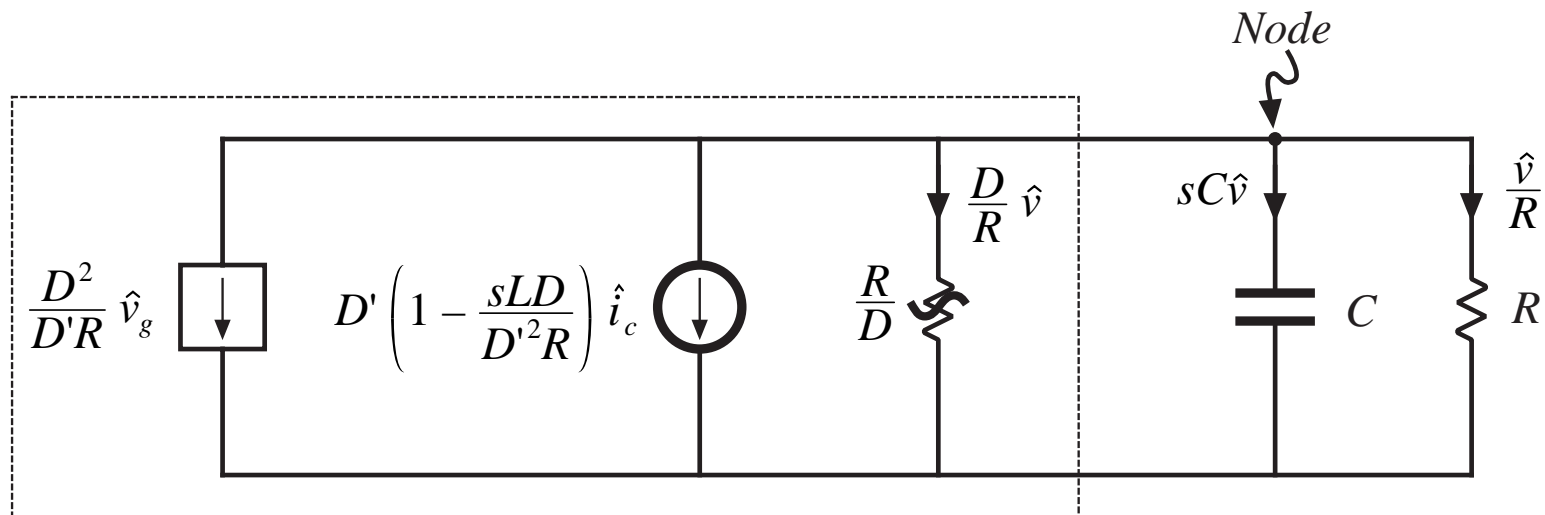 Node
D²/D'R v̂_g
D' (1 − sLD/D'²R) î_c
R/D
D/R v̂
sCv̂
C
v̂/R
R